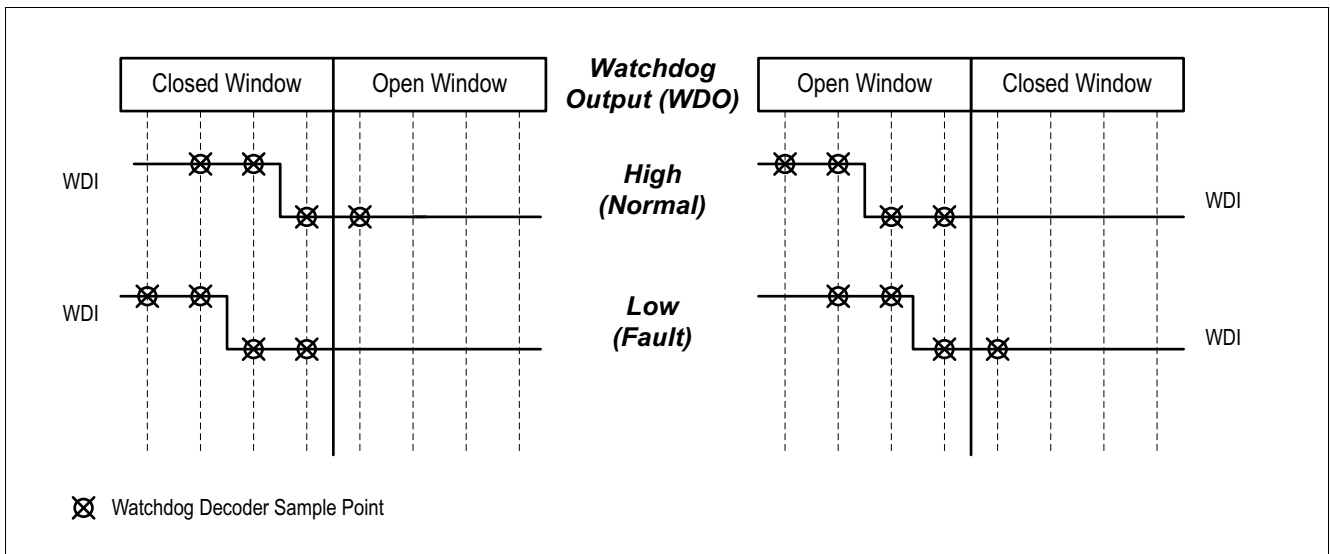 Closed Window
Open Window
Watchdog
Output (WDO)
Open Window
Closed Window
WDI
High
(Normal)
WDI
WDI
Low
(Fault)
WDI
Watchdog Decoder Sample Point